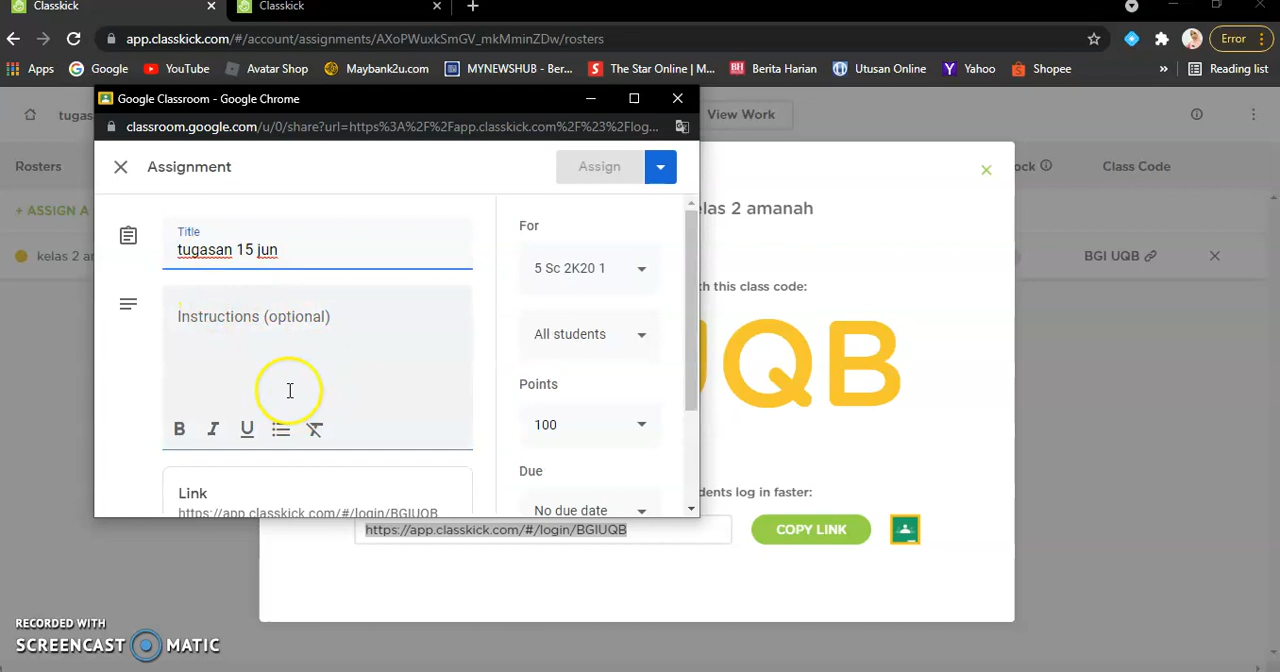 Classkick
Classkick
app.classkick.com/#/account/assignments/AXoPWuxkSmGV_mkMminZDw/rosters
Error
Apps
Google
YouTube
Avatar Shop
Maybank2u.com
MYNEWSHUB - Ber...
The Star Online | M...
Berita Harian
Utusan Online
Yahoo
Shopee
»
Reading list
Google Classroom - Google Chrome
classroom.google.com/u/0/share?url=https%3A%2F%2Fapp.classkick.com%2F%23%2Flog...
tugas
View Work
Rosters
ock
Class Code
+ ASSIGN A
kelas 2 am
BGI UQB
Assignment
Assign
Title
tugasan 15 jun
Instructions (optional)
B I U
Link
https://app.classkick.com/#/login/BGIUQB
For
5 Sc 2K20 1
All students
Points
100
Due
No due date
elas 2 amanah
th this class code:
UQB
dents log in faster:
https://app.classkick.com/#/login/BGIUQB
COPY LINK
RECORDED WITH
SCREENCAST MATIC